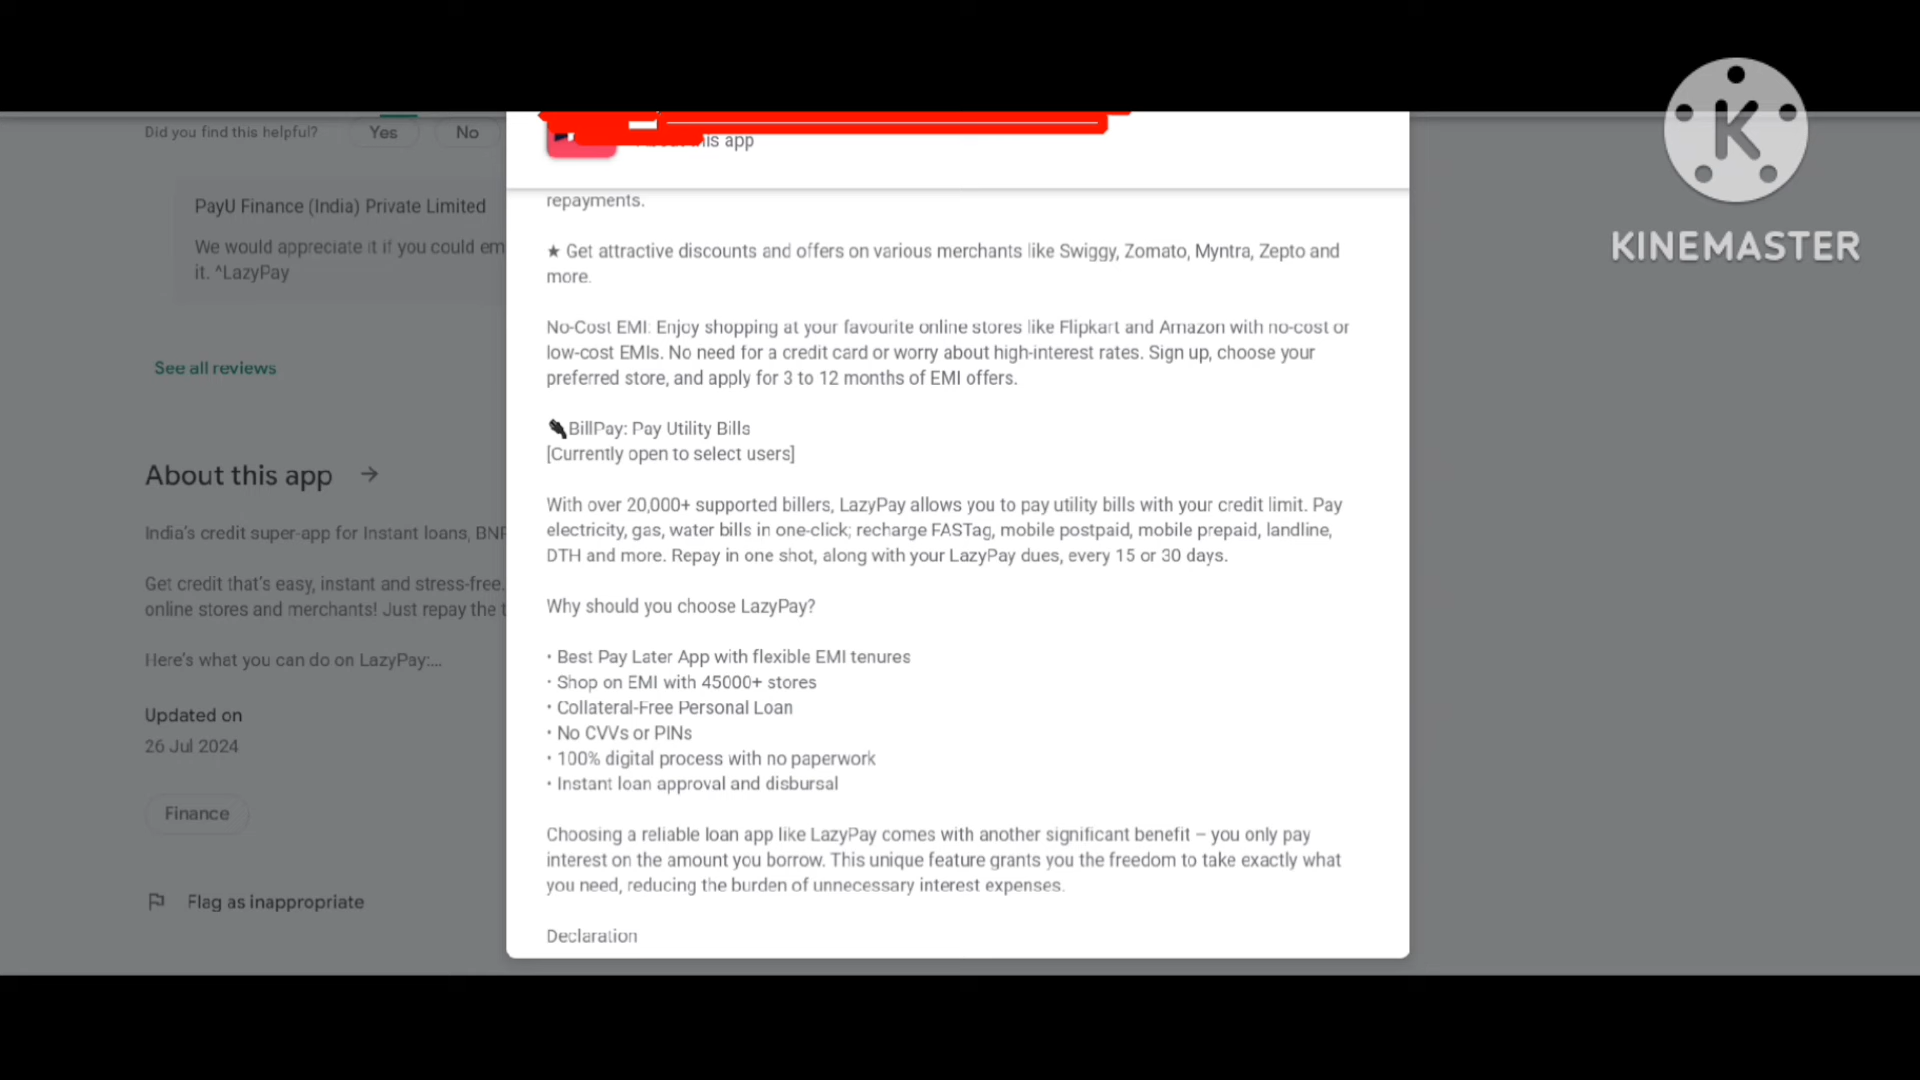 Did you find this helpful? Yes No
PayU Finance (India) Private Limited
We would appreciate it if you could em
it. ^LazyPay
See all reviews
About this app
India's credit super-app for Instant loans,
Get credit that's easy, instant and stress-free.
online stores and merchants! Just repay the
Here's what you can do on LazyPay:...
Updated on
26 Jul 2024
Finance
Flag as inappropriate
this app
repayments.
★ Get attractive discounts and offers on various merchants like Swiggy, Zomato, Myntra, Zepto and
more.
No-Cost EMI: Enjoy shopping at your favourite online stores like Flipkart and Amazon with no-cost or
low-cost EMIs. No need for a credit card or worry about high-interest rates. Sign up, choose your
preferred store, and apply for 3 to 12 months of EMI offers.
BillPay: Pay Utility Bills
[Currently open to select users]
With over 20,000+ supported billers, LazyPay allows you to pay utility bills with your credit limit. Pay
electricity, gas, water bills in one-click; recharge FASTag, mobile postpaid, mobile prepaid, landline,
DTH and more. Repay in one shot, along with your LazyPay dues, every 15 or 30 days.
Why should you choose LazyPay?
• Best Pay Later App with flexible EMI tenures
• Shop on EMI with 45000+ stores
• Collateral-Free Personal Loan
• No CVVs or PINs
• 100% digital process with no paperwork
• Instant loan approval and disbursal
Choosing a reliable loan app like LazyPay comes with another significant benefit – you only pay
interest on the amount you borrow. This unique feature grants you the freedom to take exactly what
you need, reducing the burden of unnecessary interest expenses.
Declaration
K
KINEMASTER